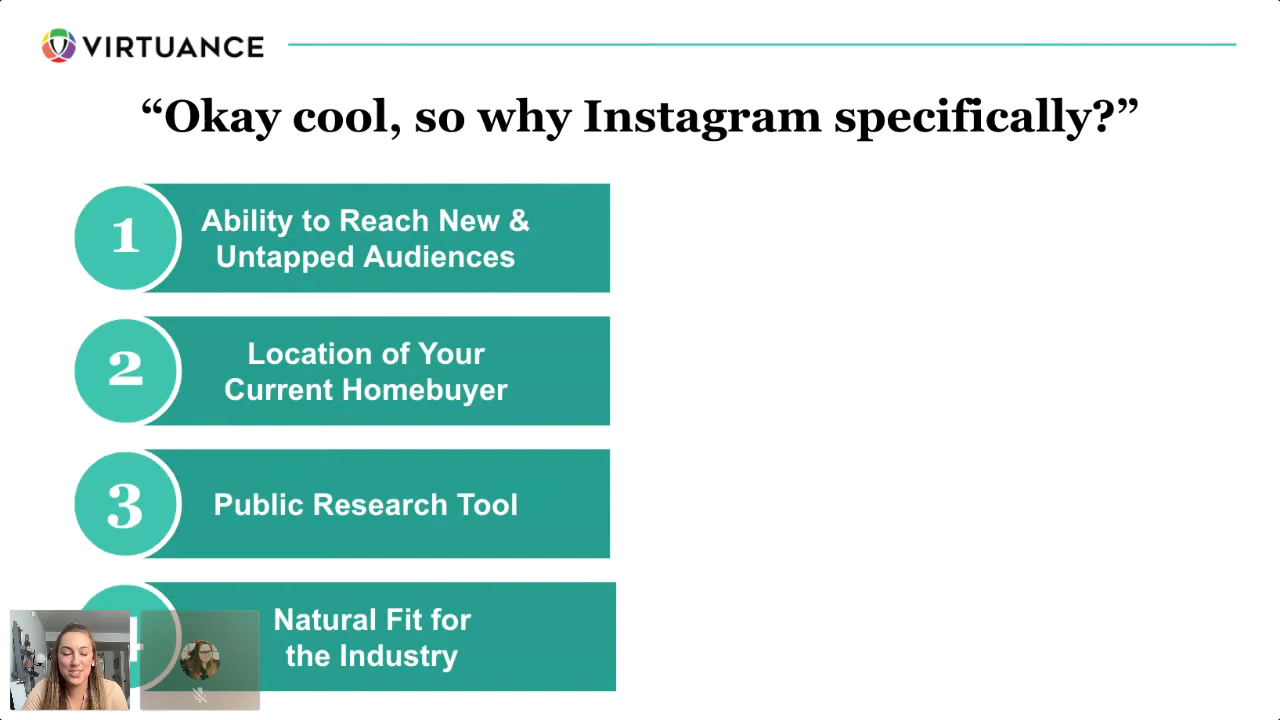 VIRTUANCE
“Okay cool, so why Instagram specifically?”
1
Ability to Reach New &
Untapped Audiences
2
Location of Your
Current Homebuyer
3
Public Research Tool
Natural Fit for
the Industry